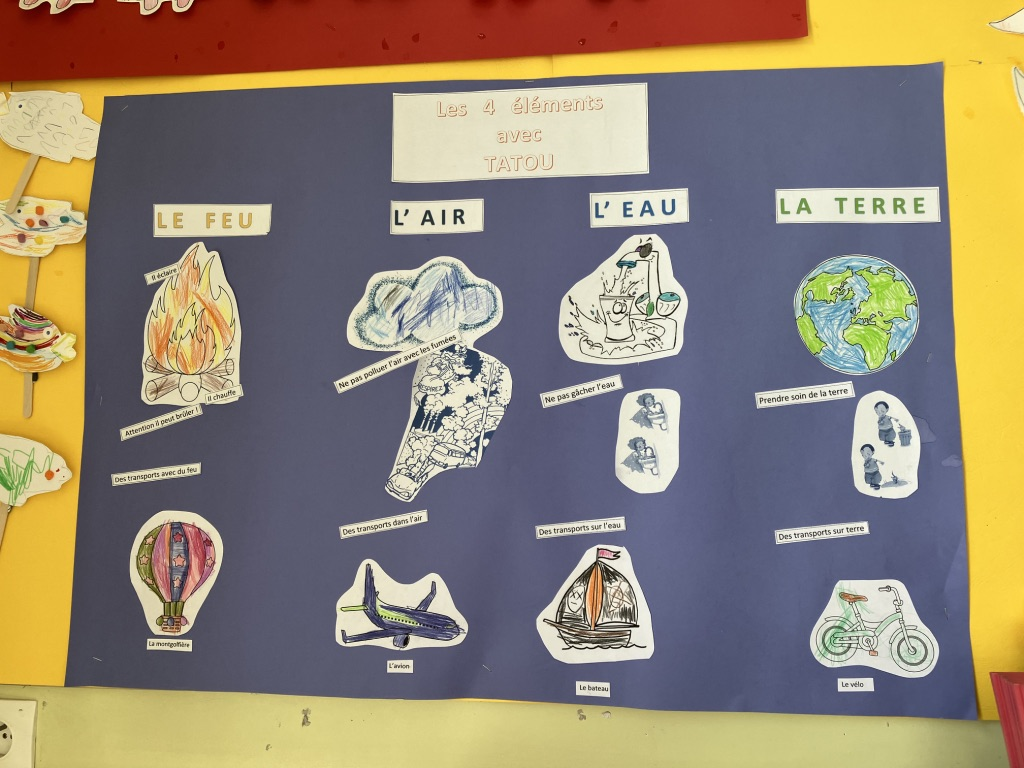 Les 4 éléments
avec
TATOU
LE FEU
L'AIR
L'EAU
LA TERRE
Il éclaire
Il chauffe
Attention il peut brûler !
Des transports avec du feu
La montgolfière
Ne pas polluer l'air avec les fumées
Des transports dans l'air
L'avion
Ne pas gâcher l'eau
Des transports sur l'eau
Le bateau
Prendre soin de la terre
Des transports sur terre
Le vélo